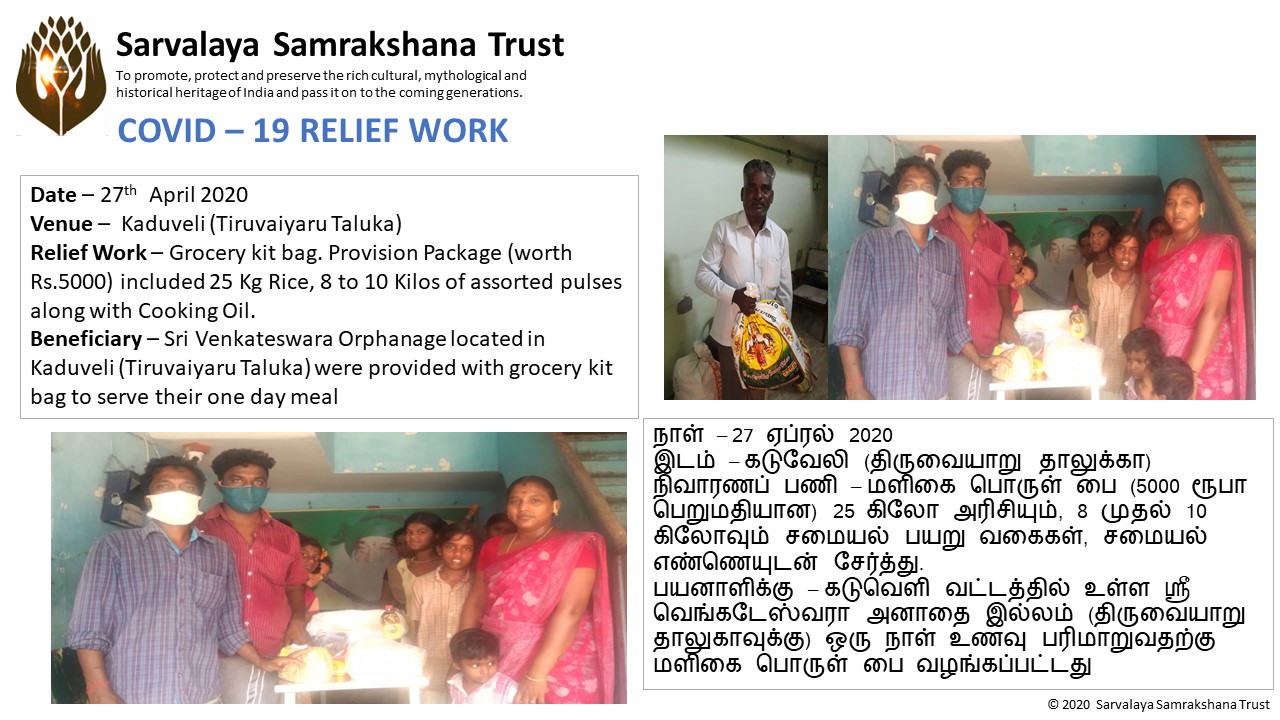 Sarvalaya Samrakshana Trust
To promote, protect and preserve the rich cultural, mythological and
historical heritage of India and pass it on to the coming generations.
COVID – 19 RELIEF WORK
Date – 27th April 2020
Venue – Kaduveli (Tiruvaiyaru Taluka)
Relief Work – Grocery kit bag. Provision Package (worth
Rs.5000) included 25 Kg Rice, 8 to 10 Kilos of assorted pulses
along with Cooking Oil.
Beneficiary – Sri Venkateswara Orphanage located in
Kaduveli (Tiruvaiyaru Taluka) were provided with grocery kit
bag to serve their one day meal
நாள் – 27 ஏப்ரல் 2020
இடம் – கடுவேலி (திருவையாறு தாலுக்கா)
நிவாரணப் பணி – மளிகை பொருள் பை (5000 ரூபா
பெறுமதியான) 25 கிலோ அரிசியும், 8 முதல் 10
கிலோவும் சமையல் பயறு வகைகள், சமையல்
எண்ணெயுடன் சேர்த்து.
பயனாளிக்கு – கடுவெளி வட்டத்தில் உள்ள ஸ்ரீ
வெங்கடேஸ்வரா அனாதை இல்லம் (திருவையாறு
தாலுகாவுக்கு) ஒரு நாள் உணவு பரிமாறுவதற்கு
மளிகை பொருள் பை வழங்கப்பட்டது
© 2020 Sarvalaya Samrakshana Trust